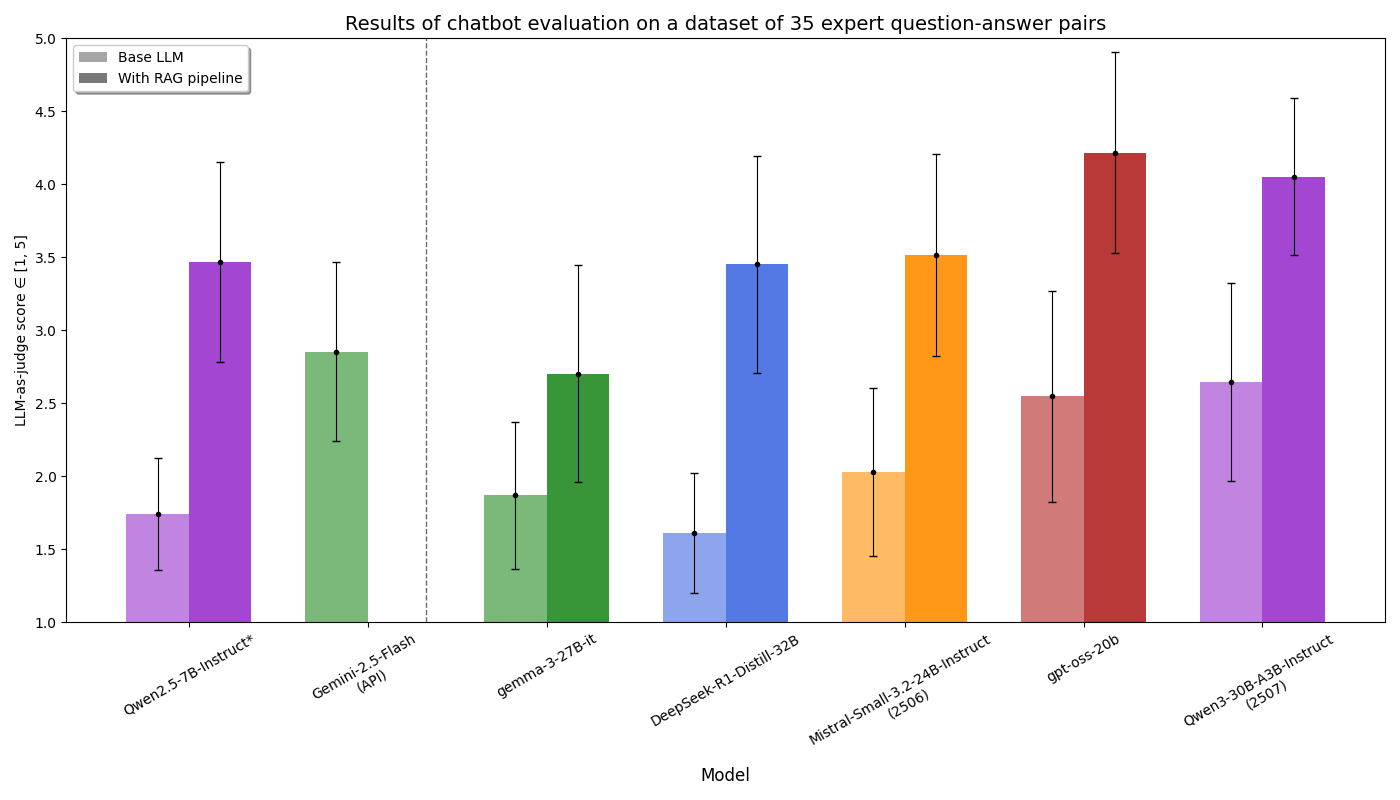 Results of chatbot evaluation on a dataset of 35 expert question-answer pairs
Base LLM
With RAG pipeline
LLM-as-judge score ∈ [1, 5]
5.0
4.5
4.0
3.5
3.0
2.5
2.0
1.5
1.0
Qwen2.5-7B-Instruct*
Gemini-2.5-Flash
(API)
gemma-3-27B-it
DeepSeek-R1-Distill-32B
Mistral-Small-3.2-24B-Instruct
(2506)
gpt-oss-20b
Qwen3-30B-A3B-Instruct
(2507)
Model